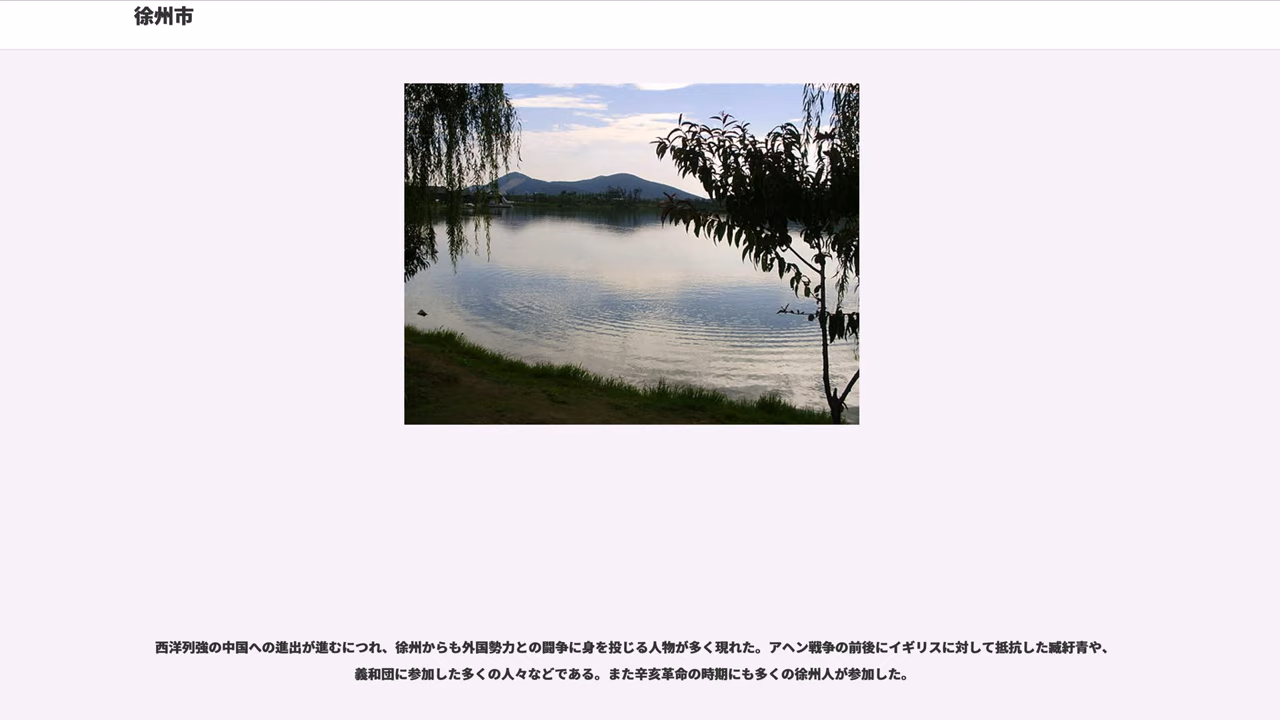 徐州市
西洋列強の中国への進出が進むにつれ、徐州からも外国勢力との闘争に身を投じる人物が多く現れた。アヘン戦争の前後にイギリスに対して抵抗した臧紆青や、
義和団に参加した多くの人々などである。また辛亥革命の時期にも多くの徐州人が参加した。